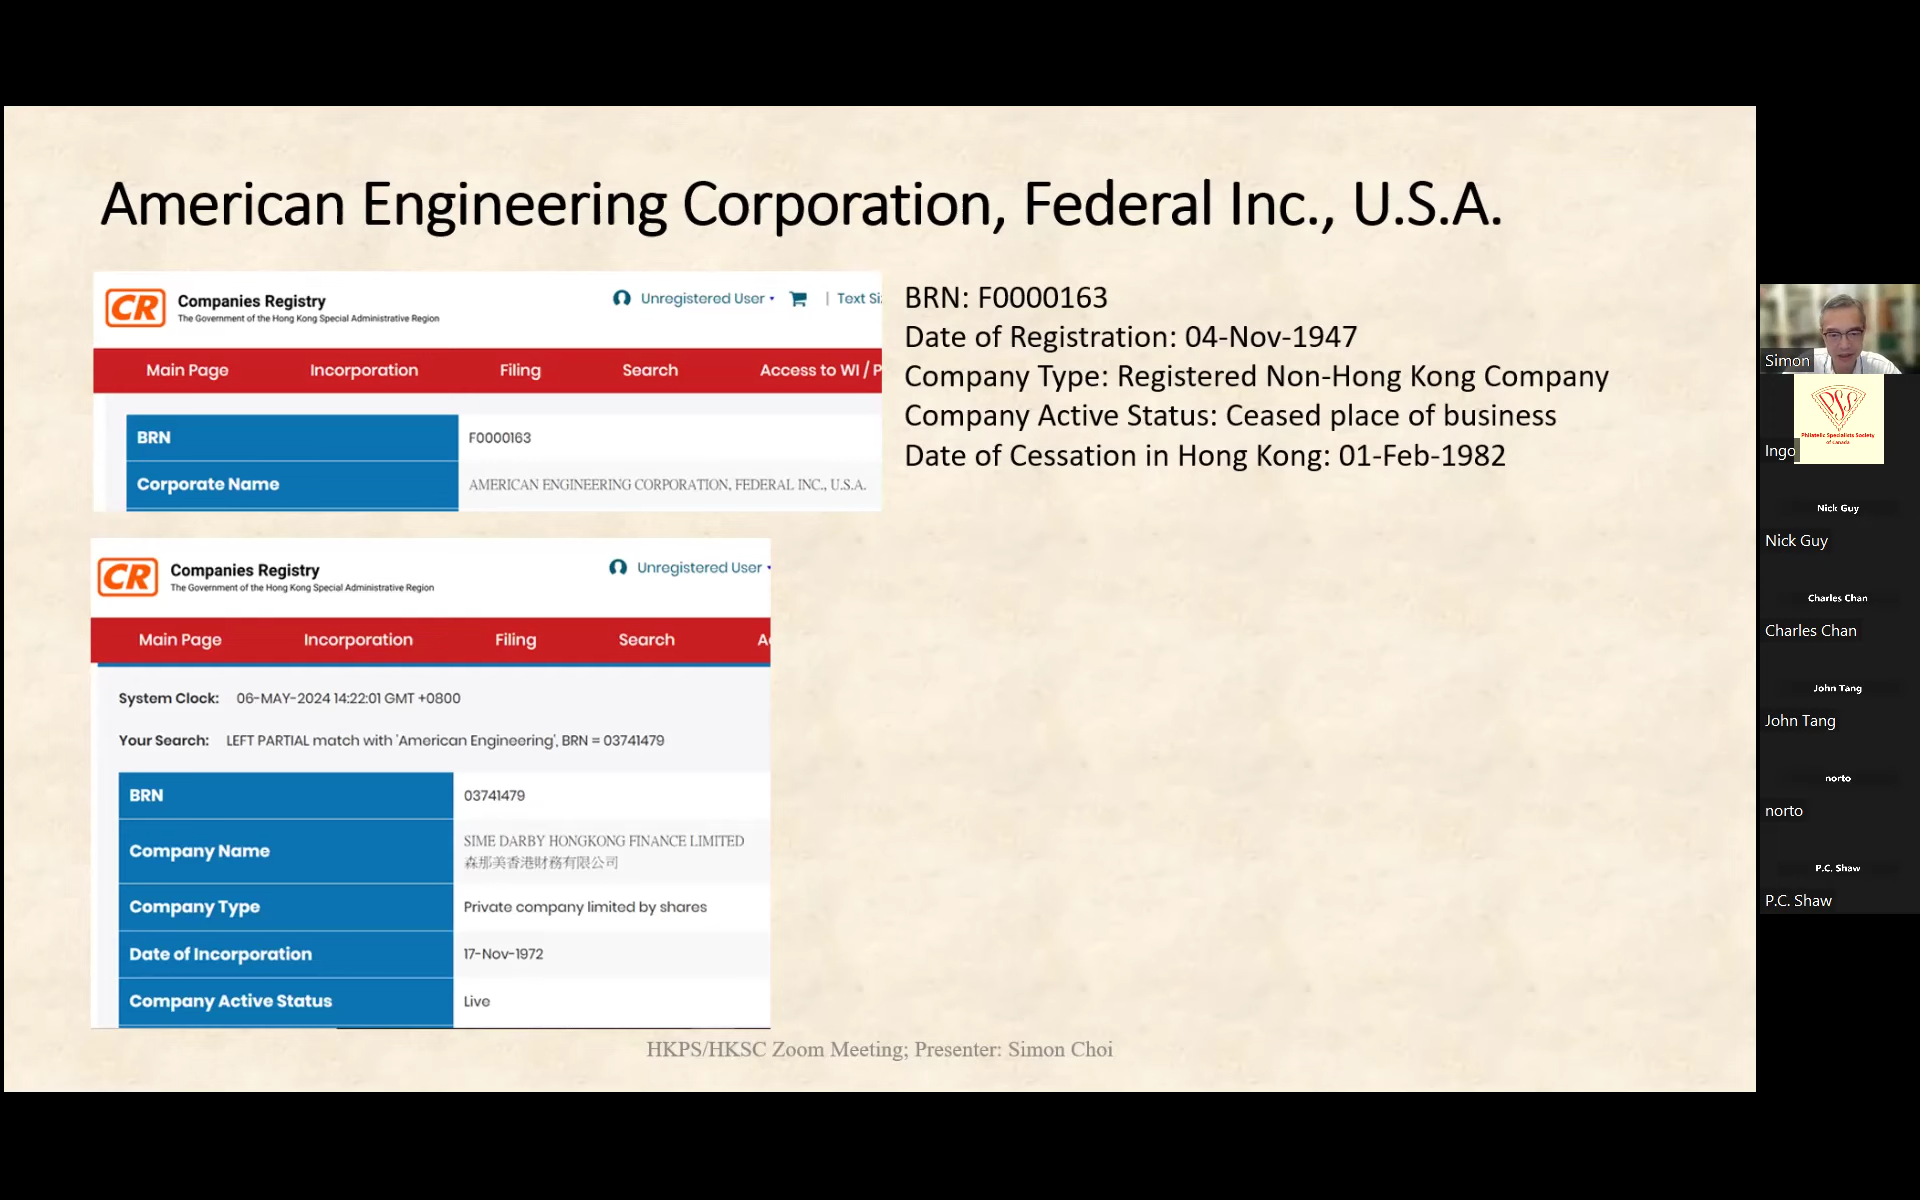 American Engineering Corporation, Federal Inc., U.S.A.
CR
Companies Registry
The Government of the Hong Kong Special Administrative Region
Unregistered User
| Text Si
Main Page Incorporation Filing Search Access to WI / P
BRN F0000163
Corporate Name AMERICAN ENGINEERING CORPORATION, FEDERAL INC., U.S.A.
BRN: F0000163
Date of Registration: 04-Nov-1947
Company Type: Registered Non-Hong Kong Company
Company Active Status: Ceased place of business
Date of Cessation in Hong Kong: 01-Feb-1982
CR
Companies Registry
The Government of the Hong Kong Special Administrative Region
Unregistered User
Main Page Incorporation Filing Search
System Clock: 06-MAY-2024 14:22:01 GMT +0800
Your Search: LEFT PARTIAL match with 'American Engineering', BRN = 03741479
BRN 03741479
Company Name SIME DARBY HONGKONG FINANCE LIMITED
森那美香港財務有限公司
Company Type Private company limited by shares
Date of Incorporation 17-Nov-1972
Company Active Status Live
HKPS/HKSC Zoom Meeting; Presenter: Simon Choi
Simon
PSS
Philatelic Specialists Society
of Canada
Ingo
Nick Guy
Nick Guy
Charles Chan
Charles Chan
John Tang
John Tang
norto
norto
P.C. Shaw
P.C. Shaw